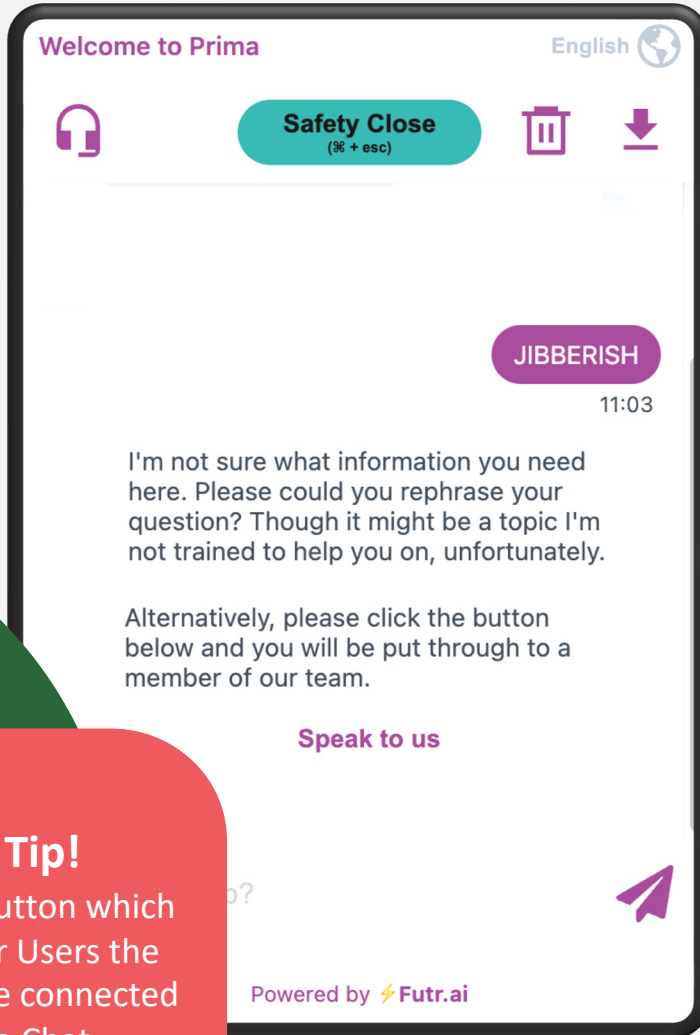 Welcome to Prima
English
Safety Close
(⌘ + esc)
JIBBERISH
11:03
I'm not sure what information you need
here. Please could you rephrase your
question? Though it might be a topic I'm
not trained to help you on, unfortunately.
Alternatively, please click the button
below and you will be put through to a
member of our team.
Speak to us
Tip!
utton which
r Users the
e connected
Chat
p?
Powered by ⚡Futr.ai